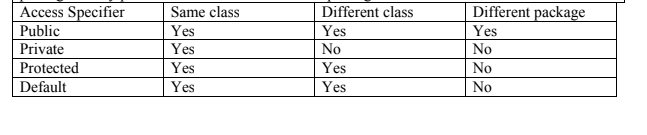 Access Specifier Same class Different class Different package
Public Yes Yes Yes
Private Yes No No
Protected Yes Yes No
Default Yes Yes No